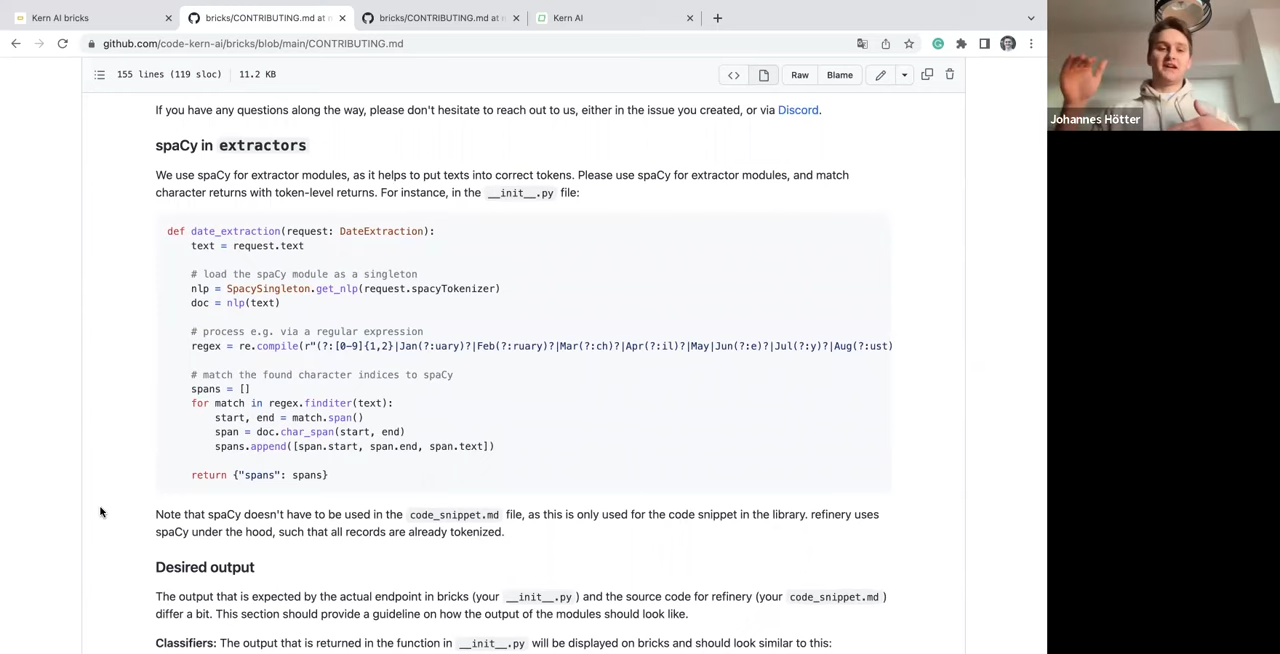 Kern AI bricks
bricks/CONTRIBUTING.md at
bricks/CONTRIBUTING.md at
Kern AI
github.com/code-kern-ai/bricks/blob/main/CONTRIBUTING.md
155 lines (119 sloc) 11.2 KB
Raw Blame
If you have any questions along the way, please don't hesitate to reach out to us, either in the issue you created, or via Discord.
spaCy in extractors
We use spaCy for extractor modules, as it helps to put texts into correct tokens. Please use spaCy for extractor modules, and match
character returns with token-level returns. For instance, in the __init__.py file:
def date_extraction(request: DateExtraction):
    text = request.text
    # load the spaCy module as a singleton
    nlp = SpacySingleton.get_nlp(request.spacyTokenizer)
    doc = nlp(text)
    # process e.g. via a regular expression
    regex = re.compile(r"(?:[0-9]{1,2}|Jan(?:uary)?|Feb(?:ruary)?|Mar(?:ch)?|Apr(?:il)?|May|Jun(?:e)?|Jul(?:y)?|Aug(?:ust)
    # match the found character indices to spaCy
    spans = []
    for match in regex.finditer(text):
        start, end = match.span()
        span = doc.char_span(start, end)
        spans.append([span.start, span.end, span.text])
    return {"spans": spans}
Note that spaCy doesn't have to be used in the code_snippet.md file, as this is only used for the code snippet in the library. refinery uses
spaCy under the hood, such that all records are already tokenized.
Desired output
The output that is expected by the actual endpoint in bricks (your __init__.py ) and the source code for refinery (your code_snippet.md )
differ a bit. This section should provide a guideline on how the output of the modules should look like.
Classifiers: The output that is returned in the function in __init__.py will be displayed on bricks and should look similar to this:
Johannes Hötter